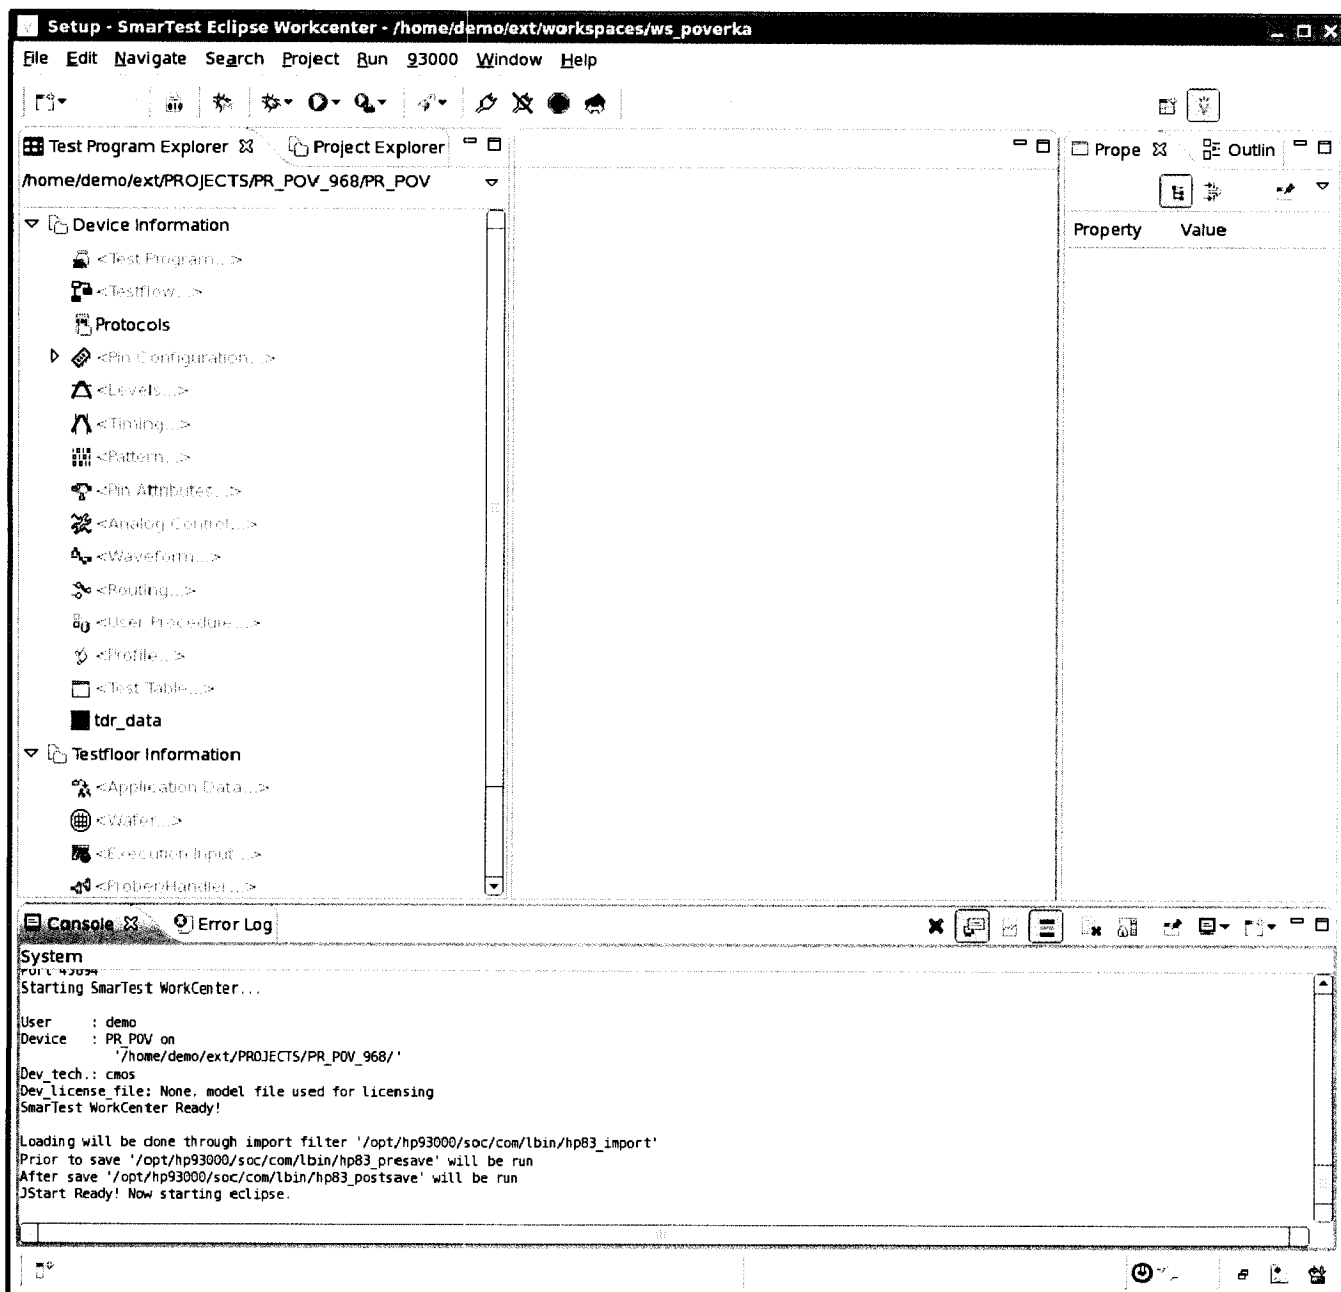 Setup - SmarTest Eclipse Workcenter - /home/demo/ext/workspaces/ws_poverka
File Edit Navigate Search Project Run 93000 Window Help
Test Program Explorer Project Explorer
Prope Outlin
/home/demo/ext/PROJECTS/PR_POV_968/PR_POV
Property Value
Device Information
<Test Program...>
<Testflow...>
Protocols
<Pin Configuration...>
<Levels...>
<Timing...>
<Pattern...>
<Pin Attributes...>
<Analog Control...>
<Waveform...>
<Routing...>
<User Procedure...>
<Profile...>
<Test Table...>
tdr_data
Testfloor Information
<Application Data...>
<Wafer...>
<Execution Input...>
<Prober/Handler...>
Console Error Log
System
Starting SmarTest WorkCenter...
User : demo
Device : PR_POV on
'/home/demo/ext/PROJECTS/PR_POV_968/'
Dev_tech.: cmos
Dev_license_file: None, model file used for licensing
SmarTest WorkCenter Ready!
Loading will be done through import filter '/opt/hp93000/soc/com/lbin/hp83_import'
Prior to save '/opt/hp93000/soc/com/lbin/hp83_presave' will be run
After save '/opt/hp93000/soc/com/lbin/hp83_postsave' will be run
JStart Ready! Now starting eclipse.